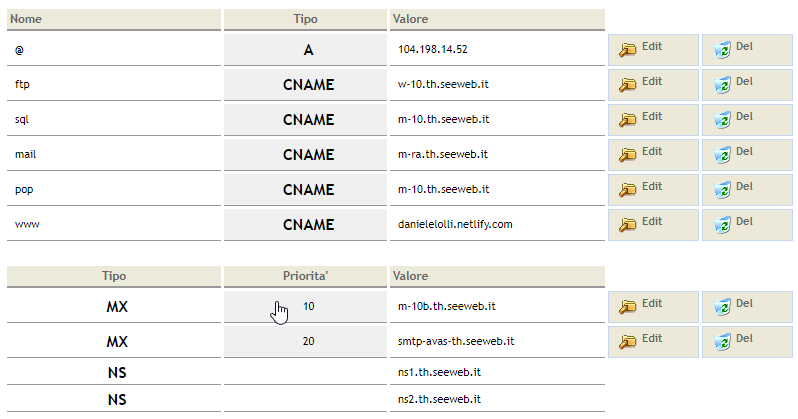 Nome Tipo Valore
@ A 104.198.14.52 Edit Del
ftp CNAME w-10.th.seeweb.it Edit Del
sql CNAME m-10.th.seeweb.it Edit Del
mail CNAME m-ra.th.seeweb.it Edit Del
pop CNAME m-10.th.seeweb.it Edit Del
www CNAME danielelolli.netlify.com Edit Del
Tipo Priorita' Valore
MX 10 m-10b.th.seeweb.it Edit Del
MX 20 smtp-avas-th.seeweb.it Edit Del
NS ns1.th.seeweb.it
NS ns2.th.seeweb.it